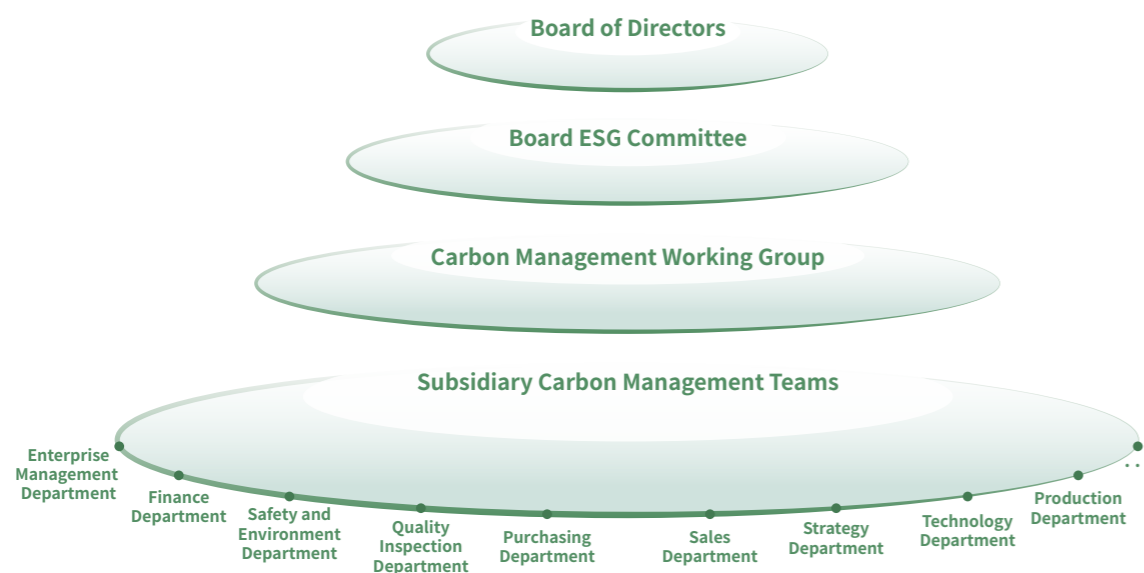 Board of Directors
Board ESG Committee
Carbon Management Working Group
Subsidiary Carbon Management Teams
Enterprise
Management
Department
Finance
Department
Safety and
Environment
Department
Quality
Inspection
Department
Purchasing
Department
Sales
Department
Strategy
Department
Technology
Department
Production
Department
..